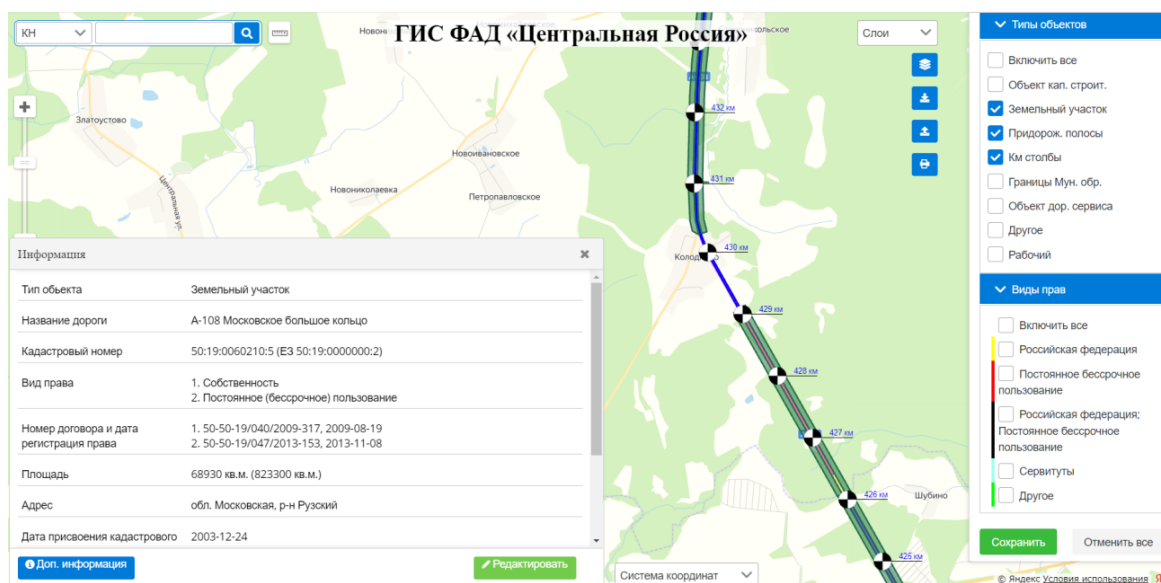 КН
ГИС ФАД «Центральная Россия»
Слои
Златоустово
Центральная ул.
Новоивановское
Новониколаевка
Петропавловское
Шубино
432 км
431 км
430 км
429 км
428 км
427 км
426 км
425 км
Информация
Тип объекта Земельный участок
Название дороги А-108 Московское большое кольцо
Кадастровый номер 50:19:0060210:5 (ЕЗ 50:19:0000000:2)
Вид права 1. Собственность
2. Постоянное (бессрочное) пользование
Номер договора и дата 1. 50-50-19/040/2009-317, 2009-08-19
регистрация права 2. 50-50-19/047/2013-153, 2013-11-08
Площадь 68930 кв.м. (823300 кв.м.)
Адрес обл. Московская, р-н Рузский
Дата присвоения кадастрового 2003-12-24
Доп. информация
Редактировать
Система координат
Типы объектов
Включить все
Объект кап. строит.
Земельный участок
Придорож. полосы
Км столбы
Границы Мун. обр.
Объект дор. сервиса
Другое
Рабочий
Виды прав
Включить все
Российская федерация
Постоянное бессрочное
пользование
Российская федерация;
Постоянное бессрочное
пользование
Сервитуты
Другое
Сохранить Отменить все
© Яндекс Условия использования